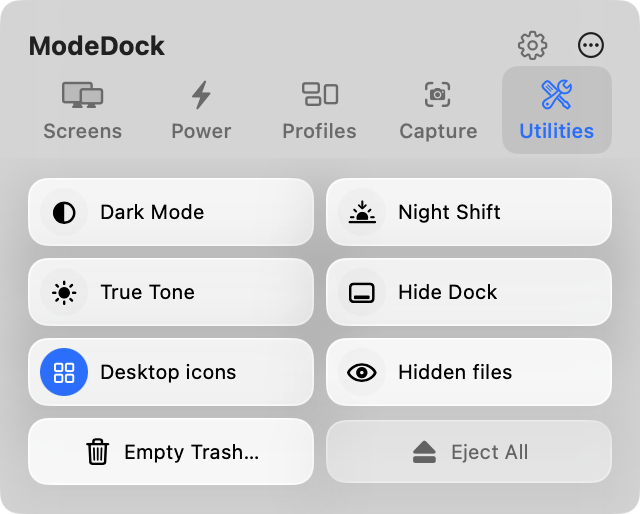 ModeDock
Screens
Power
Profiles
Capture
Utilities
Dark Mode
Night Shift
True Tone
Hide Dock
Desktop icons
Hidden files
Empty Trash...
Eject All